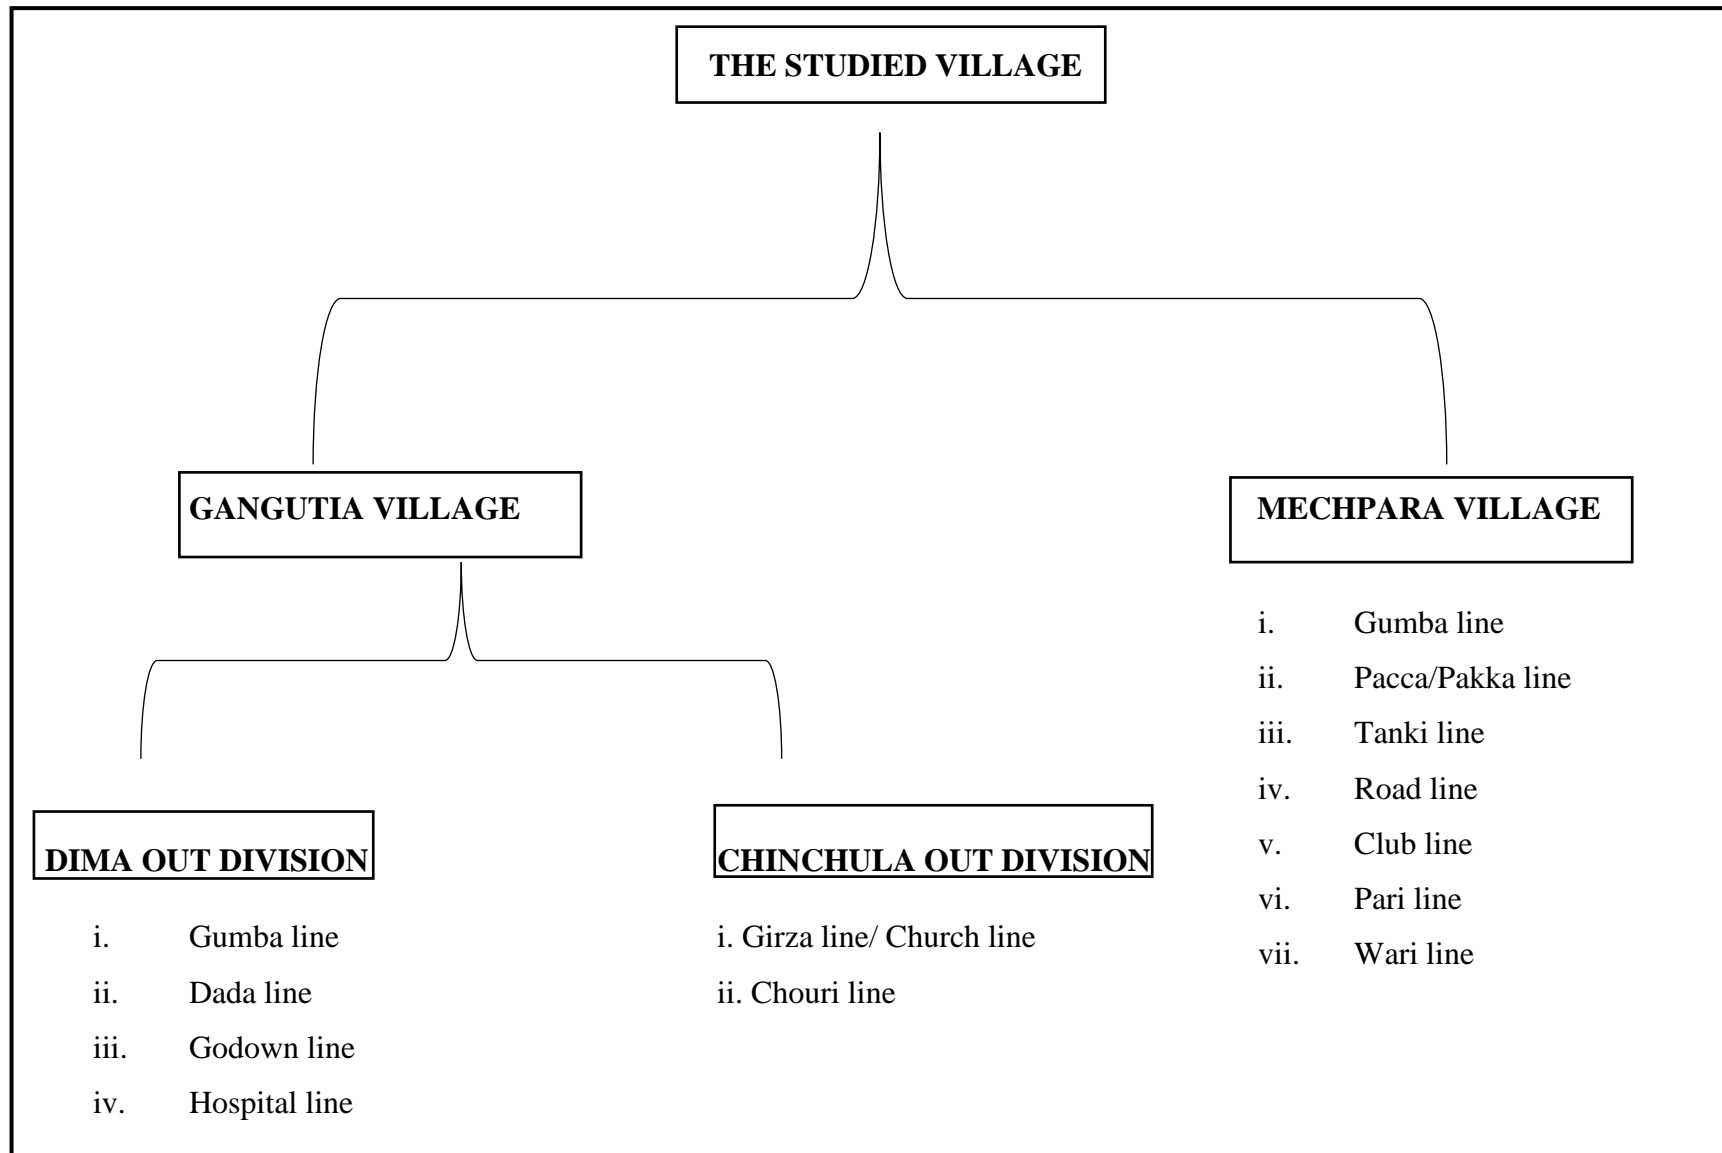 THE STUDIED VILLAGE
GANGUTIA VILLAGE
MECHPARA VILLAGE
i. Gumba line
ii. Pacca/Pakka line
iii. Tanki line
iv. Road line
v. Club line
vi. Pari line
vii. Wari line
DIMA OUT DIVISION
i. Gumba line
ii. Dada line
iii. Godown line
iv. Hospital line
CHINCHULA OUT DIVISION
i. Girza line/ Church line
ii. Chouri line